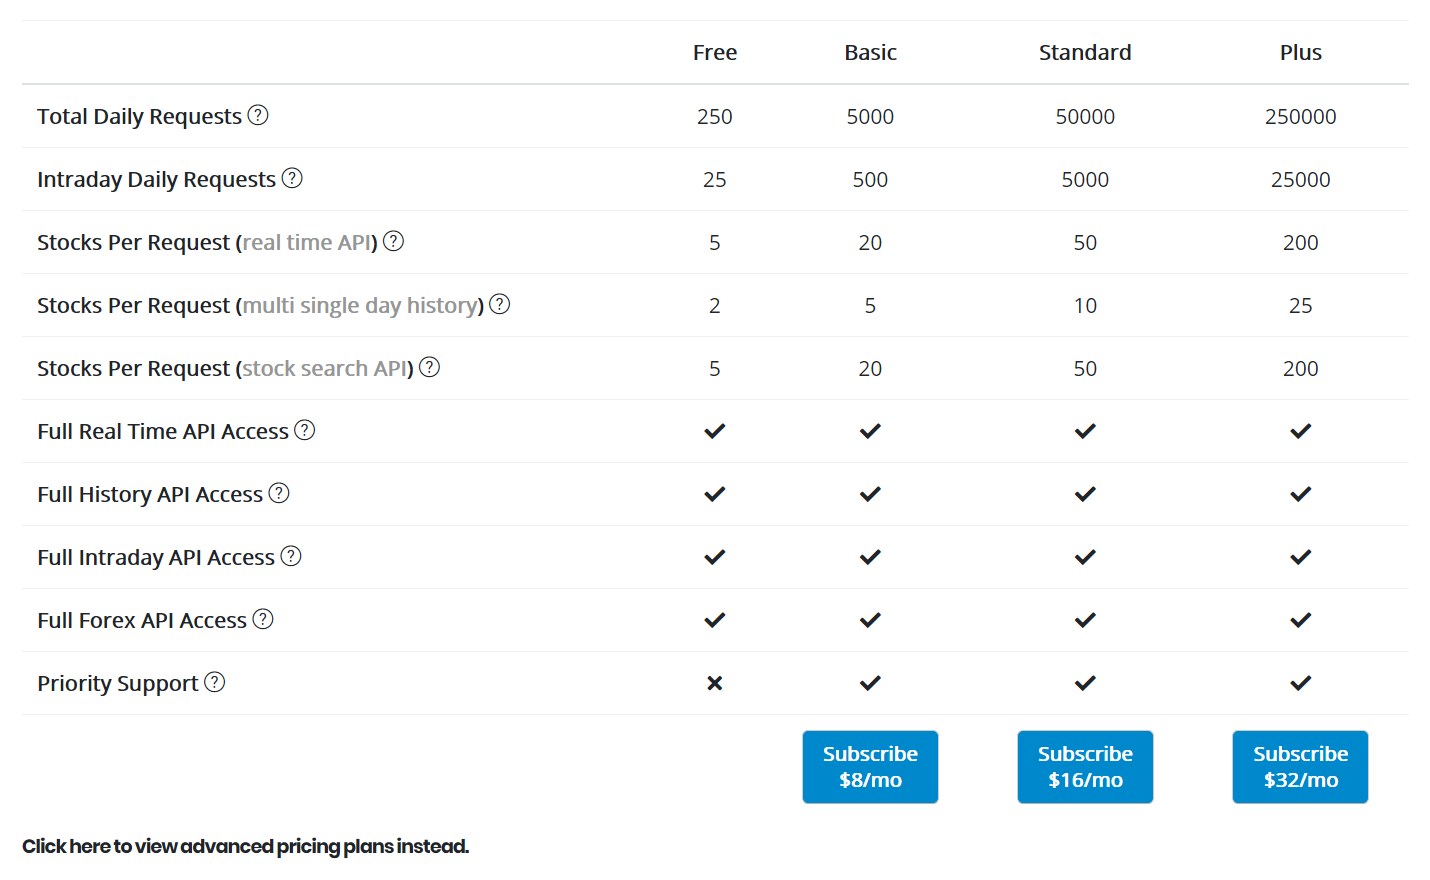 Free Basic Standard Plus
Total Daily Requests ? 250 5000 50000 250000
Intraday Daily Requests ? 25 500 5000 25000
Stocks Per Request (real time API) ? 5 20 50 200
Stocks Per Request (multi single day history) ? 2 5 10 25
Stocks Per Request (stock search API) ? 5 20 50 200
Full Real Time API Access ? ✓ ✓ ✓ ✓
Full History API Access ? ✓ ✓ ✓ ✓
Full Intraday API Access ? ✓ ✓ ✓ ✓
Full Forex API Access ? ✓ ✓ ✓ ✓
Priority Support ? ✗ ✓ ✓ ✓
Subscribe Subscribe Subscribe
$8/mo $16/mo $32/mo
Click here to view advanced pricing plans instead.